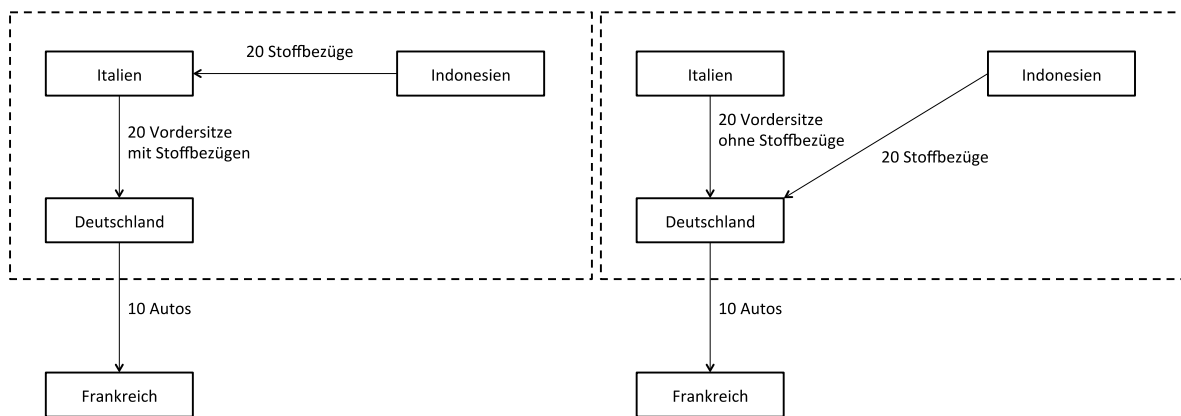 20 Stoffbezüge
Italien
Indonesien
20 Vordersitze
mit Stoffbezügen
Deutschland
10 Autos
Frankreich
Italien
Indonesien
20 Vordersitze
ohne Stoffbezüge
20 Stoffbezüge
Deutschland
10 Autos
Frankreich